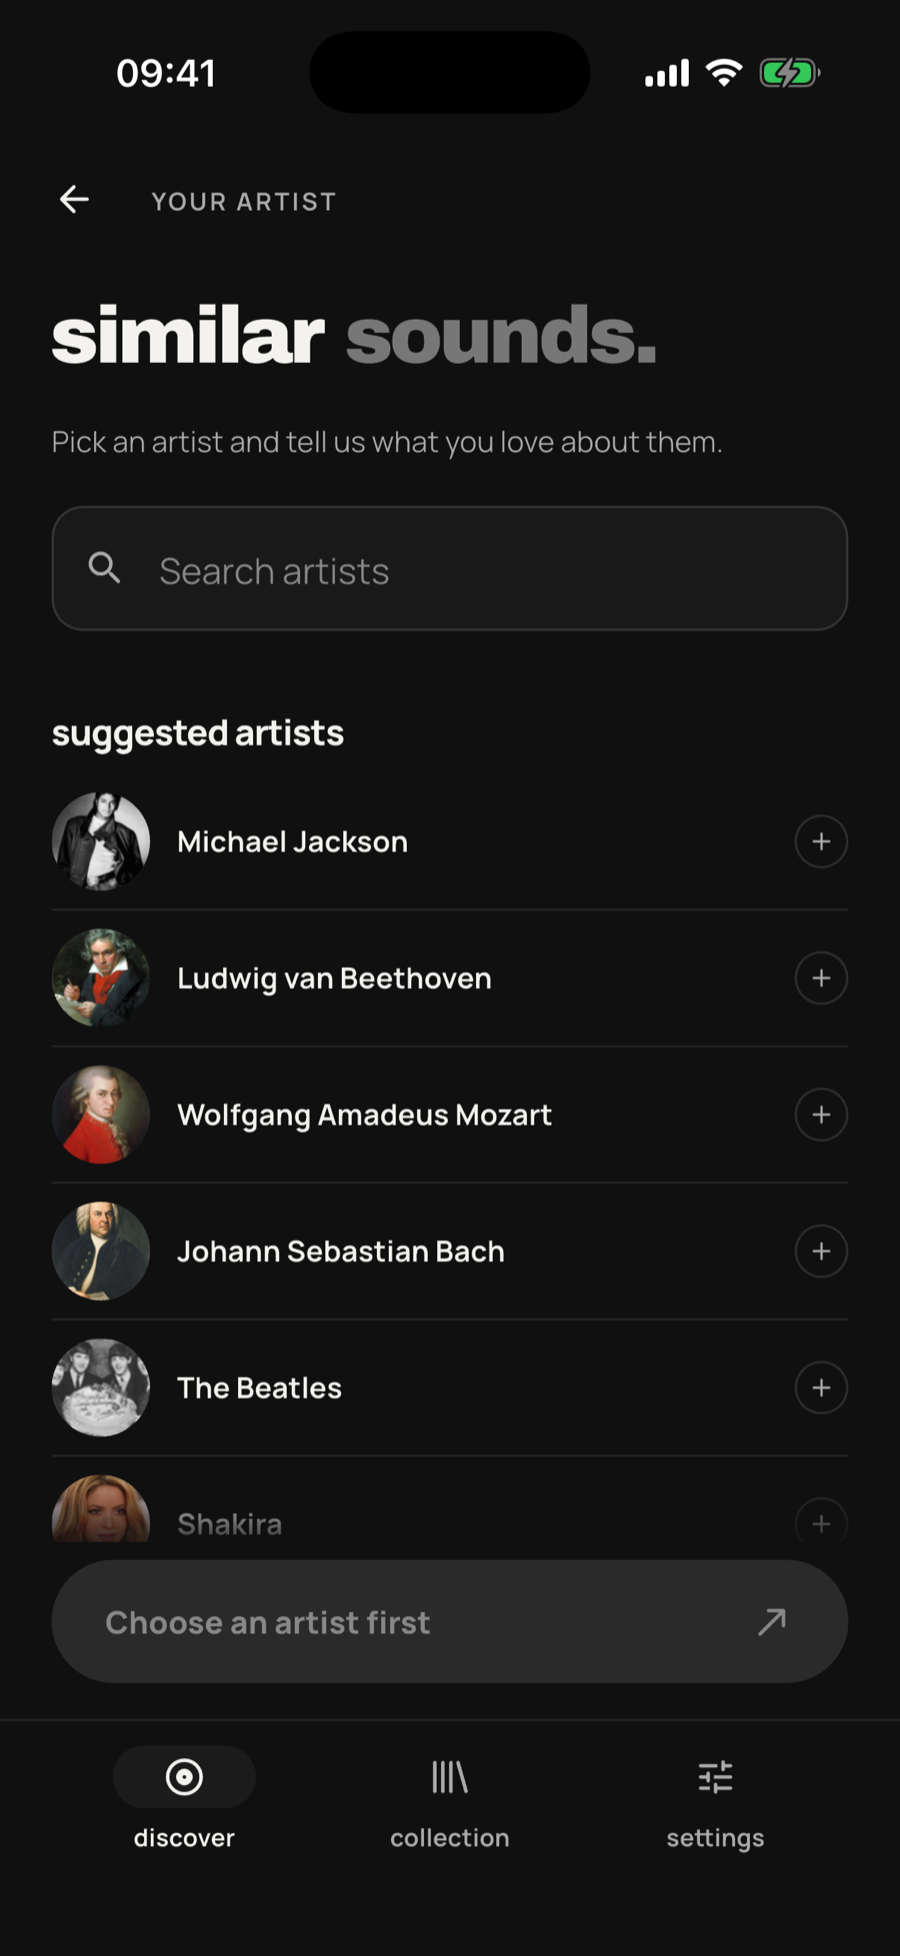 09:41
YOUR ARTIST
similar sounds.
Pick an artist and tell us what you love about them.
Search artists
suggested artists
Michael Jackson
Ludwig van Beethoven
Wolfgang Amadeus Mozart
Johann Sebastian Bach
The Beatles
Shakira
Choose an artist first
discover
collection
settings